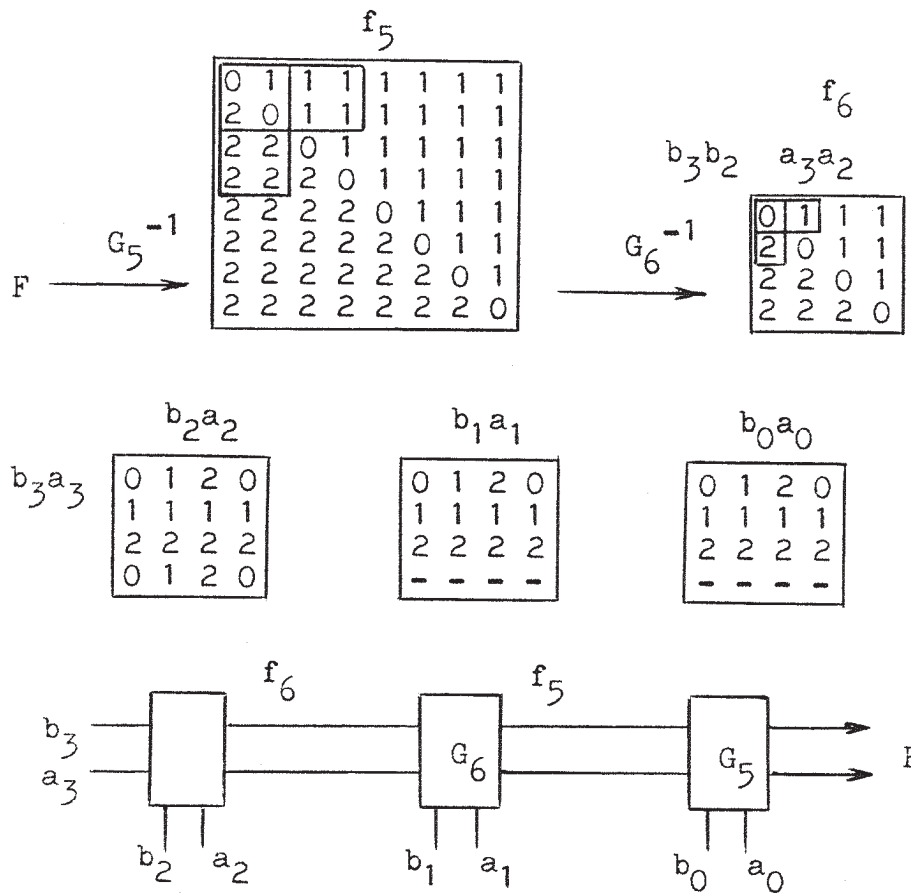 f5
0 1 1 1 1 1 1 1
2 0 1 1 1 1 1 1
2 2 0 1 1 1 1 1
2 2 2 0 1 1 1 1
2 2 2 2 0 1 1 1
2 2 2 2 2 0 1 1
2 2 2 2 2 2 0 1
2 2 2 2 2 2 2 0
F
G5-1
G6-1
f6
b3b2 a3a2
0 1 1 1
2 0 1 1
2 2 0 1
2 2 2 0
b2a2
b3a3
0 1 2 0
1 1 1 1
2 2 2 2
0 1 2 0
b1a1
0 1 2 0
1 1 1 1
2 2 2 2
- - - -
b0a0
0 1 2 0
1 1 1 1
2 2 2 2
- - - -
f6 f5
b3
a3
G6
G5
b2 a2 b1 a1 b0 a0